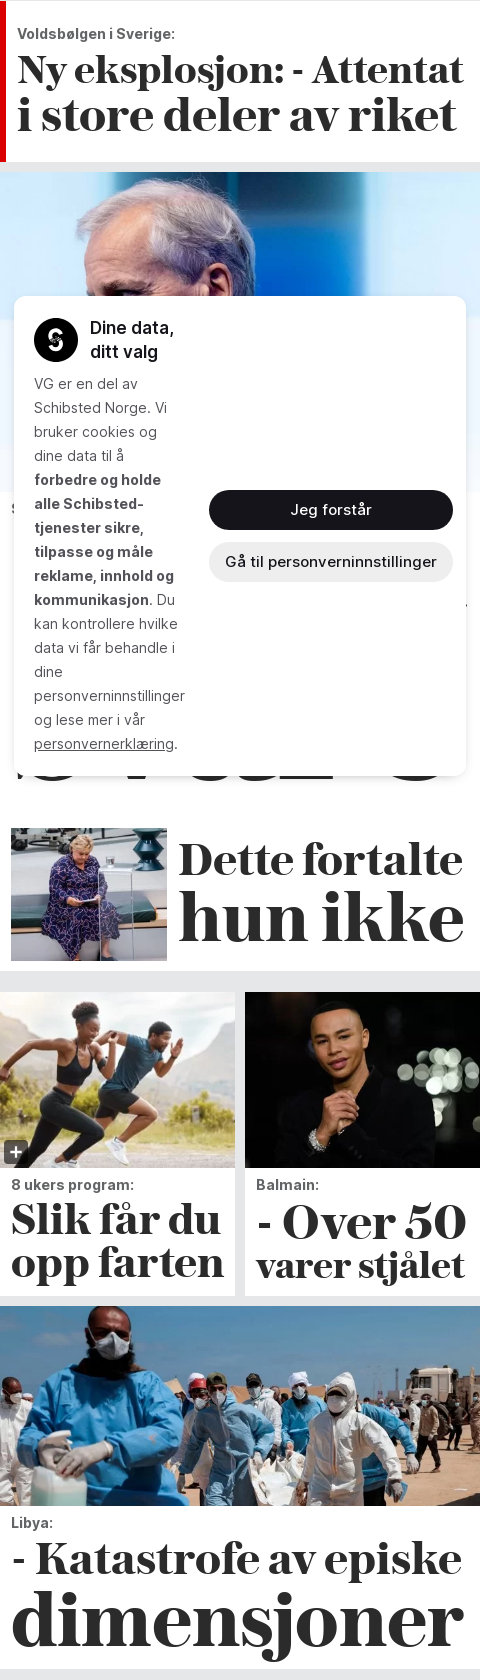 Voldsbølgen i Sverige:
Ny eksplosjon: - Attentat
i store deler av riket
Dine data,
ditt valg
VG er en del av
Schibsted Norge. Vi
bruker cookies og
dine data til å
forbedre og holde
alle Schibsted-
tjenester sikre,
tilpasse og måle
reklame, innhold og
kommunikasjon. Du
kan kontrollere hvilke
data vi får behandle i
dine
personverninnstillinger
og lese mer i vår
personvernerklæring.
Jeg forstår
Gå til personverninnstillinger
Dette fortalte
hun ikke
8 ukers program:
Slik får du
opp farten
Balmain:
- Over 50
varer stjålet
Libya:
- Katastrofe av episke
dimensjoner